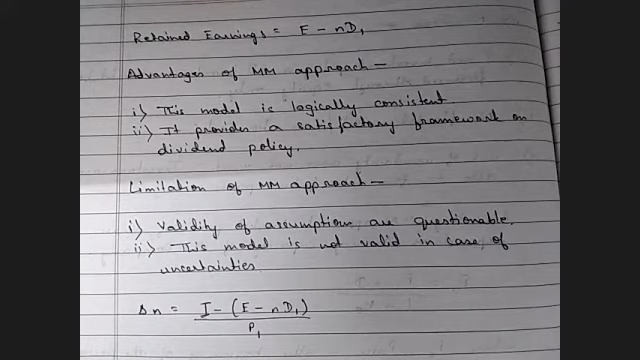 Retained Earnings = E - nD₁
Advantages of MM approach -
i) This model is logically consistent
ii) It provides a satisfactory framework on
dividend policy.
Limitation of MM approach -
i) Validity of assumption are questionable.
ii) This model is not valid in case of
uncertainties
Δn = I - (E - nD₁)
P₁